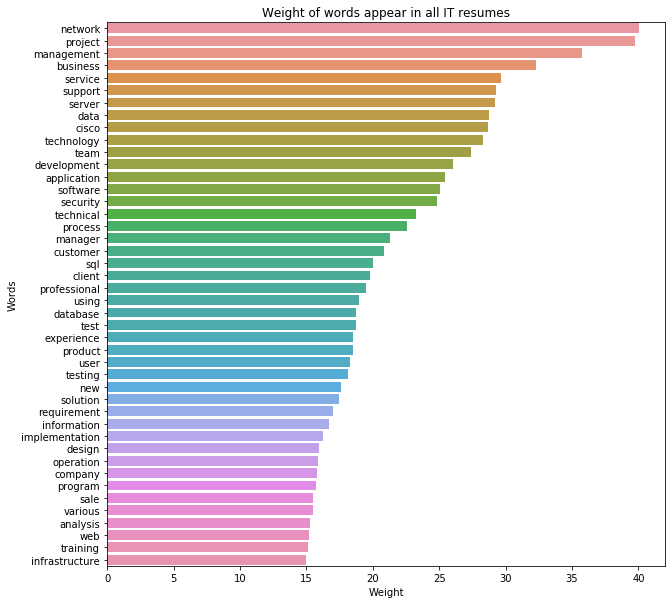 Weight of words appear in all IT resumes
Words
network
project
management
business
service
support
server
data
cisco
technology
team
development
application
software
security
technical
process
manager
customer
sql
client
professional
using
database
test
experience
product
user
testing
new
solution
requirement
information
implementation
design
operation
company
program
sale
various
analysis
web
training
infrastructure
0 5 10 15 20 25 30 35 40
Weight